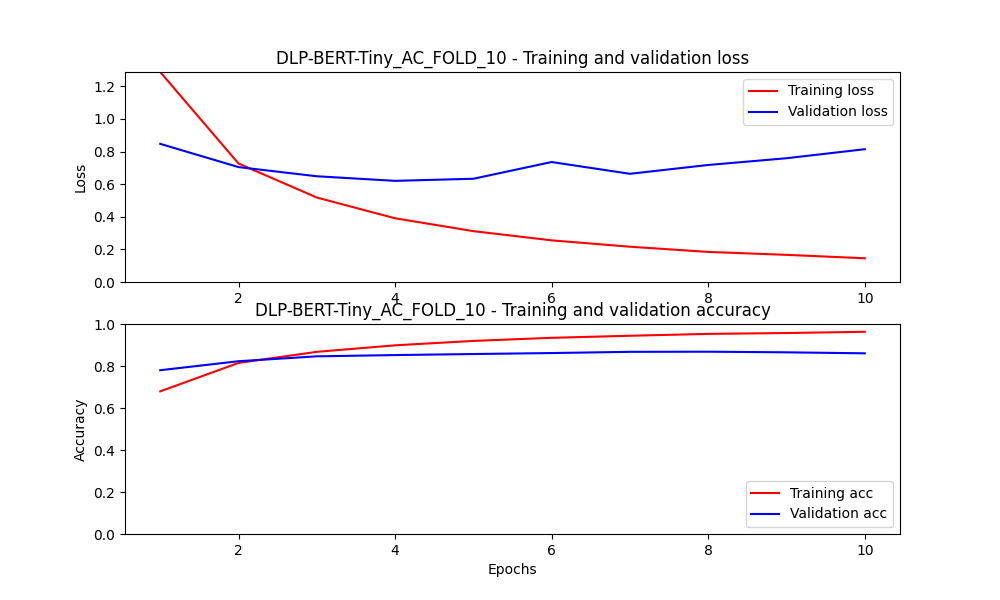 DLP-BERT-Tiny_AC_FOLD_10 - Training and validation loss
Loss
1.2
1.0
0.8
0.6
0.4
0.2
0.0
Training loss
Validation loss
2 4 6 8 10
DLP-BERT-Tiny_AC_FOLD_10 - Training and validation accuracy
Accuracy
1.0
0.8
0.6
0.4
0.2
0.0
Training acc
Validation acc
2 4 6 8 10
Epochs